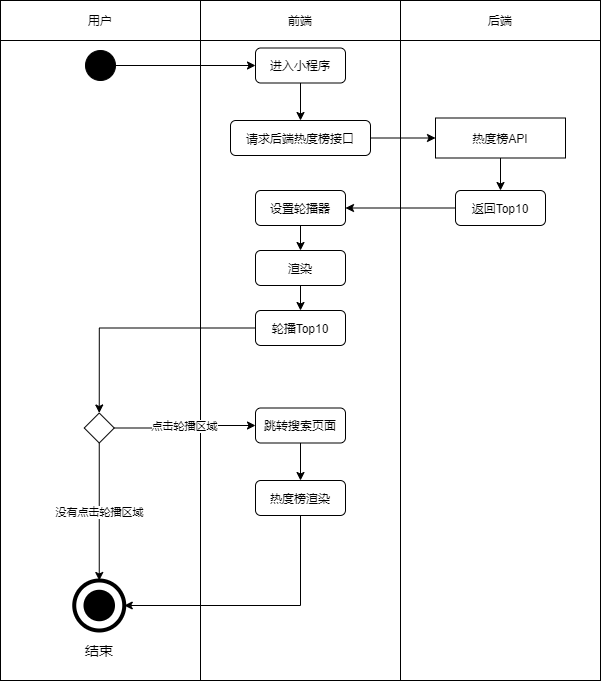 用户
前端
后端
进入小程序
请求后端热度榜接口
热度榜API
设置轮播器
返回Top10
渲染
轮播Top10
点击轮播区域
跳转搜索页面
热度榜渲染
没有点击轮播区域
结束